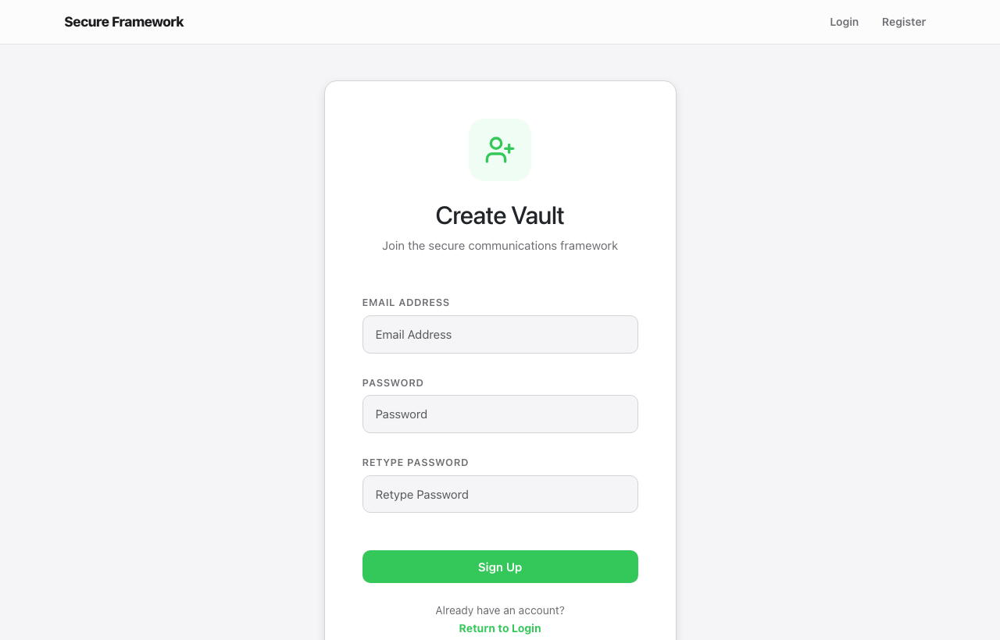 Secure Framework
Login
Register
Create Vault
Join the secure communications framework
EMAIL ADDRESS
Email Address
PASSWORD
Password
RETYPE PASSWORD
Retype Password
Sign Up
Already have an account?
Return to Login